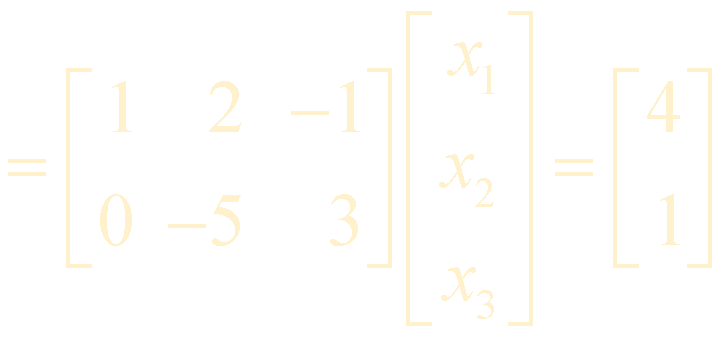 = [ 1 2 −1 ] [ x₁ ] = [ 4 ]
[ 0 −5 3 ] [ x₂ ] [ 1 ]
[ x₃ ]